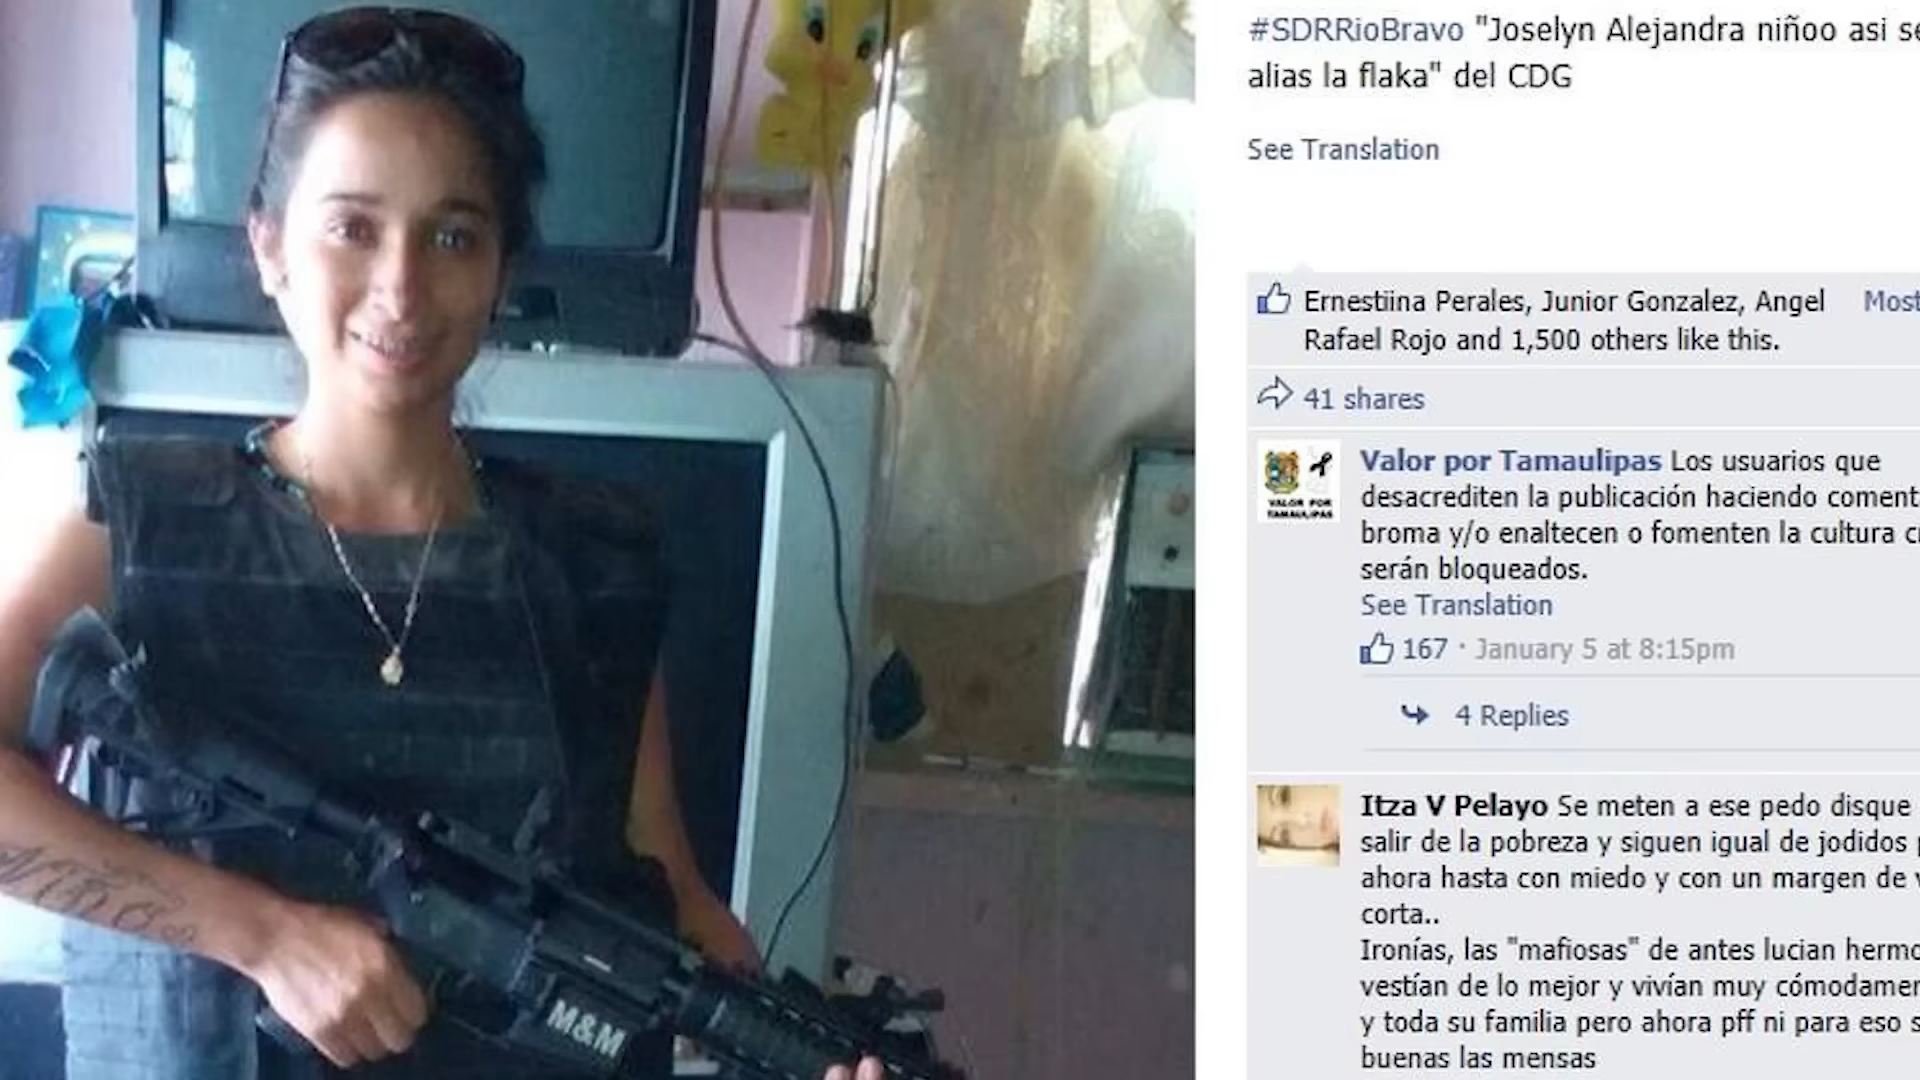 #SDRRioBravo "Joselyn Alejandra niñoo asi
alias la flaka" del CDG
See Translation
Ernestiina Perales, Junior Gonzalez, Angel Most
Rafael Rojo and 1,500 others like this.
41 shares
VALOR POR
TAMAULIPAS
Valor por Tamaulipas Los usuarios que
desacrediten la publicación haciendo coment
broma y/o enaltecen o fomenten la cultura
serán bloqueados.
See Translation
167 · January 5 at 8:15pm
4 Replies
Itza V Pelayo Se meten a ese pedo disque
salir de la pobreza y siguen igual de jodidos
ahora hasta con miedo y con un margen de
corta..
Ironías, las "mafiosas" de antes lucian hermo
vestían de lo mejor y vivían muy cómodamen
y toda su familia pero ahora pff ni para eso
buenas las mensas
M&M